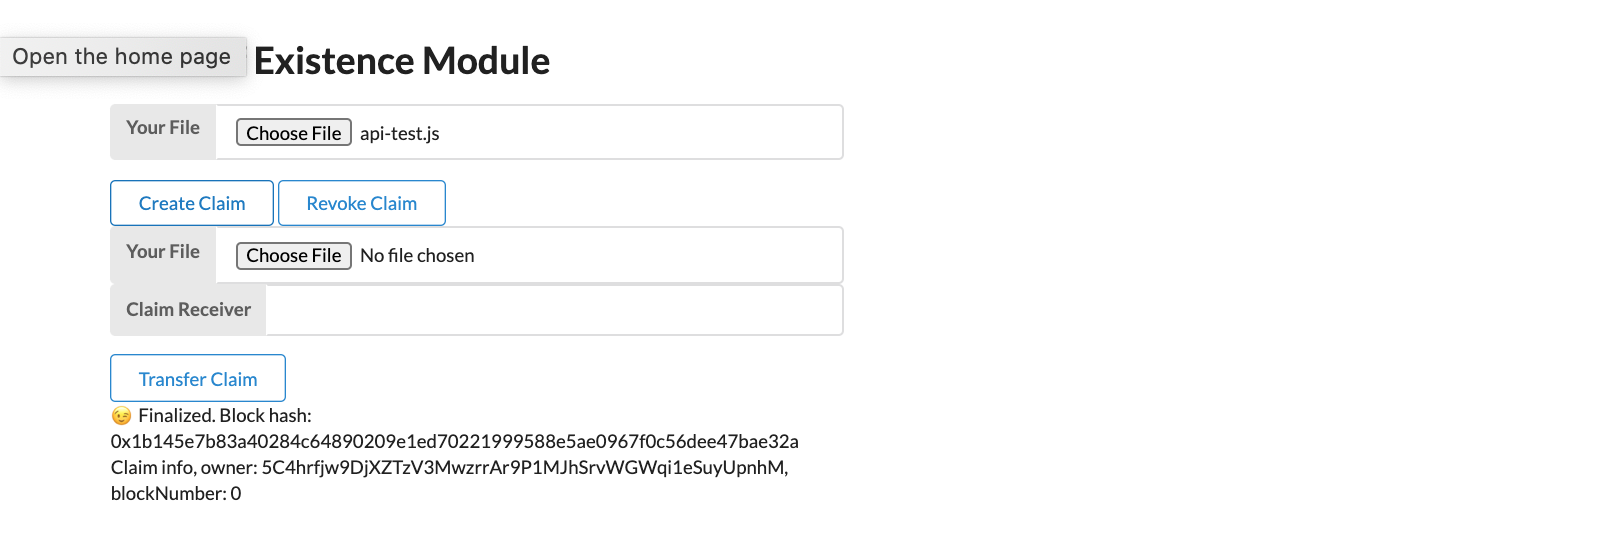 Open the home page
Existence Module
Your File Choose File api-test.js
Create Claim Revoke Claim
Your File Choose File No file chosen
Claim Receiver
Transfer Claim
😉 Finalized. Block hash:
0x1b145e7b83a40284c64890209e1ed70221999588e5ae0967f0c56dee47bae32a
Claim info, owner: 5C4hrfjw9DjXZTzV3MwzrrAr9P1MJhSrvWGWqi1eSuyUpnhM,
blockNumber: 0